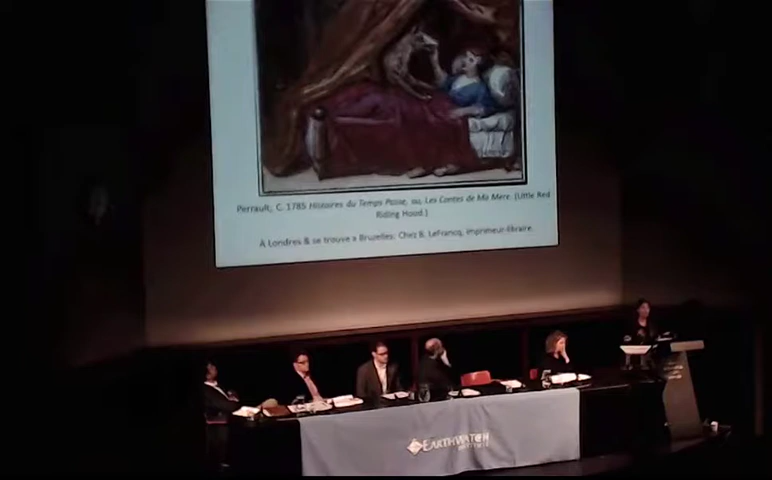 Perrault, C. 1785 Histoires du Temps Passe, ou, Les Contes de Ma Mere. (Little Red
Riding Hood.)
À Londres & se trouve a Bruxelles: Chez B. LeFrancq, imprimeur-libraire.
EARTHWATCH
INSTITUTE